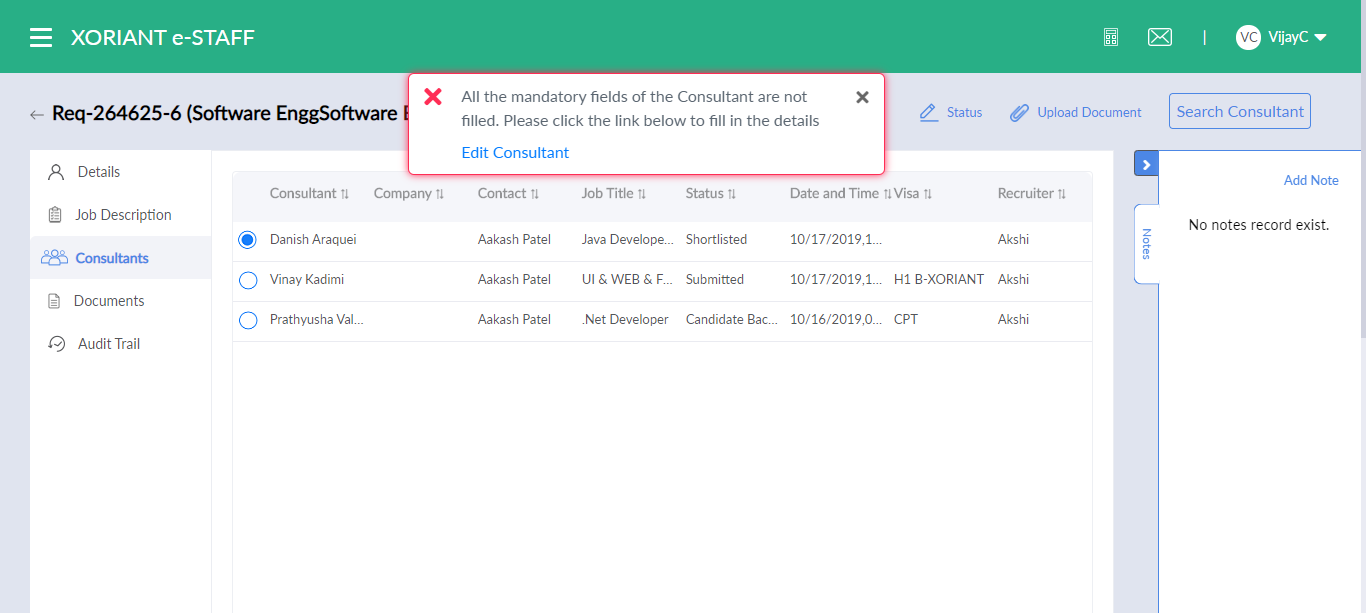 XORIANT e-STAFF
|
VC VijayC
Req-264625-6 (Software EnggSoftware
All the mandatory fields of the Consultant are not
filled. Please click the link below to fill in the details
Edit Consultant
Status
Upload Document
Search Consultant
Details
Job Description
Consultants
Documents
Audit Trail
Consultant Company Contact Job Title Status Date and Time Visa Recruiter
Danish Araquei Aakash Patel Java Develope... Shortlisted 10/17/2019,1... Akshi
Vinay Kadimi Aakash Patel UI & WEB & F... Submitted 10/17/2019,1... H1 B-XORIANT Akshi
Prathyusha Val... Aakash Patel .Net Developer Candidate Bac... 10/16/2019,0... CPT Akshi
Add Note
Notes
No notes record exist.